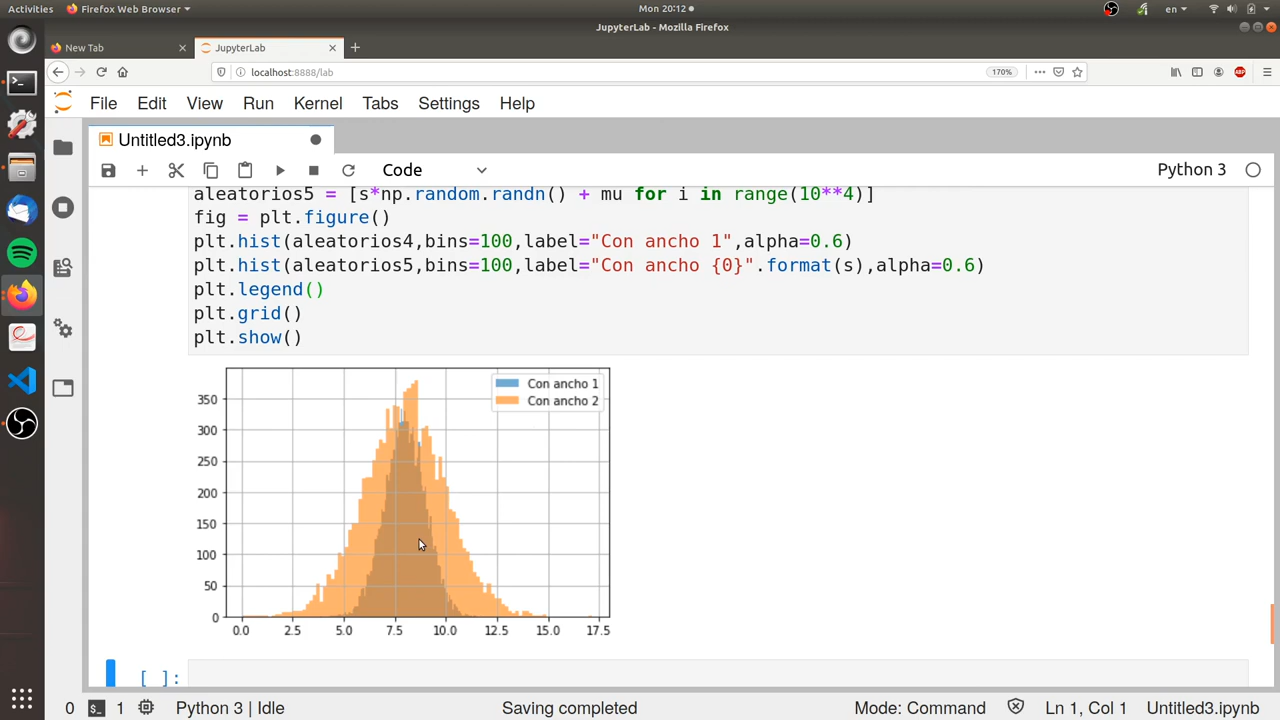 Activities Firefox Web Browser Mon 20:12 en
JupyterLab - Mozilla Firefox
New Tab JupyterLab
localhost:8888/lab 170% ABP
File Edit View Run Kernel Tabs Settings Help
Untitled3.ipynb
Code Python 3
aleatorios5 = [s*np.random.randn() + mu for i in range(10**4)]
fig = plt.figure()
plt.hist(aleatorios4,bins=100,label="Con ancho 1",alpha=0.6)
plt.hist(aleatorios5,bins=100,label="Con ancho {0}".format(s),alpha=0.6)
plt.legend()
plt.grid()
plt.show()
Con ancho 1
Con ancho 2
350
300
250
200
150
100
50
0
0.0 2.5 5.0 7.5 10.0 12.5 15.0 17.5
[ ]:
0 $_ 1 Python 3 | Idle Saving completed Mode: Command Ln 1, Col 1 Untitled3.ipynb